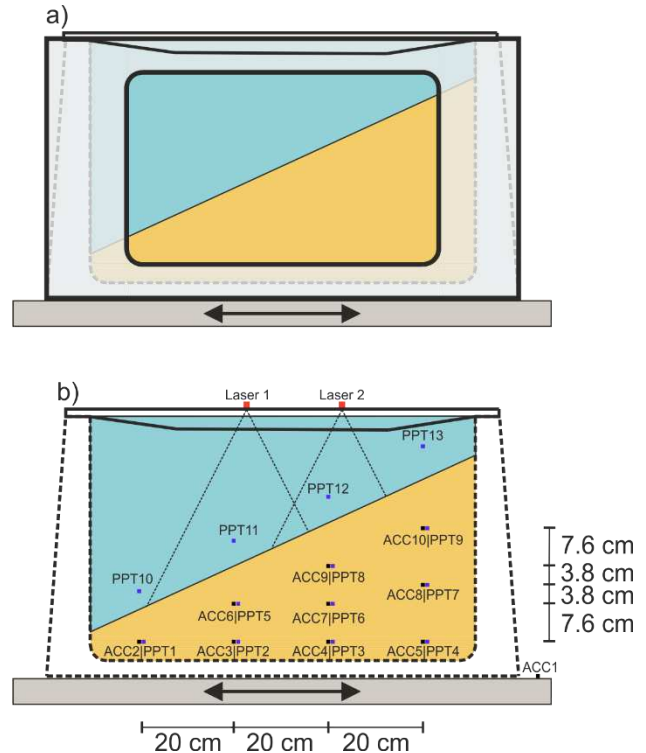 a)
b)
Laser 1 Laser 2
PPT13
PPT12
PPT11
ACC10|PPT9
7.6 cm
ACC9|PPT8
3.8 cm
PPT10
ACC8|PPT7
3.8 cm
ACC6|PPT5 ACC7|PPT6
7.6 cm
ACC2|PPT1 ACC3|PPT2 ACC4|PPT3 ACC5|PPT4
ACC1
20 cm 20 cm 20 cm